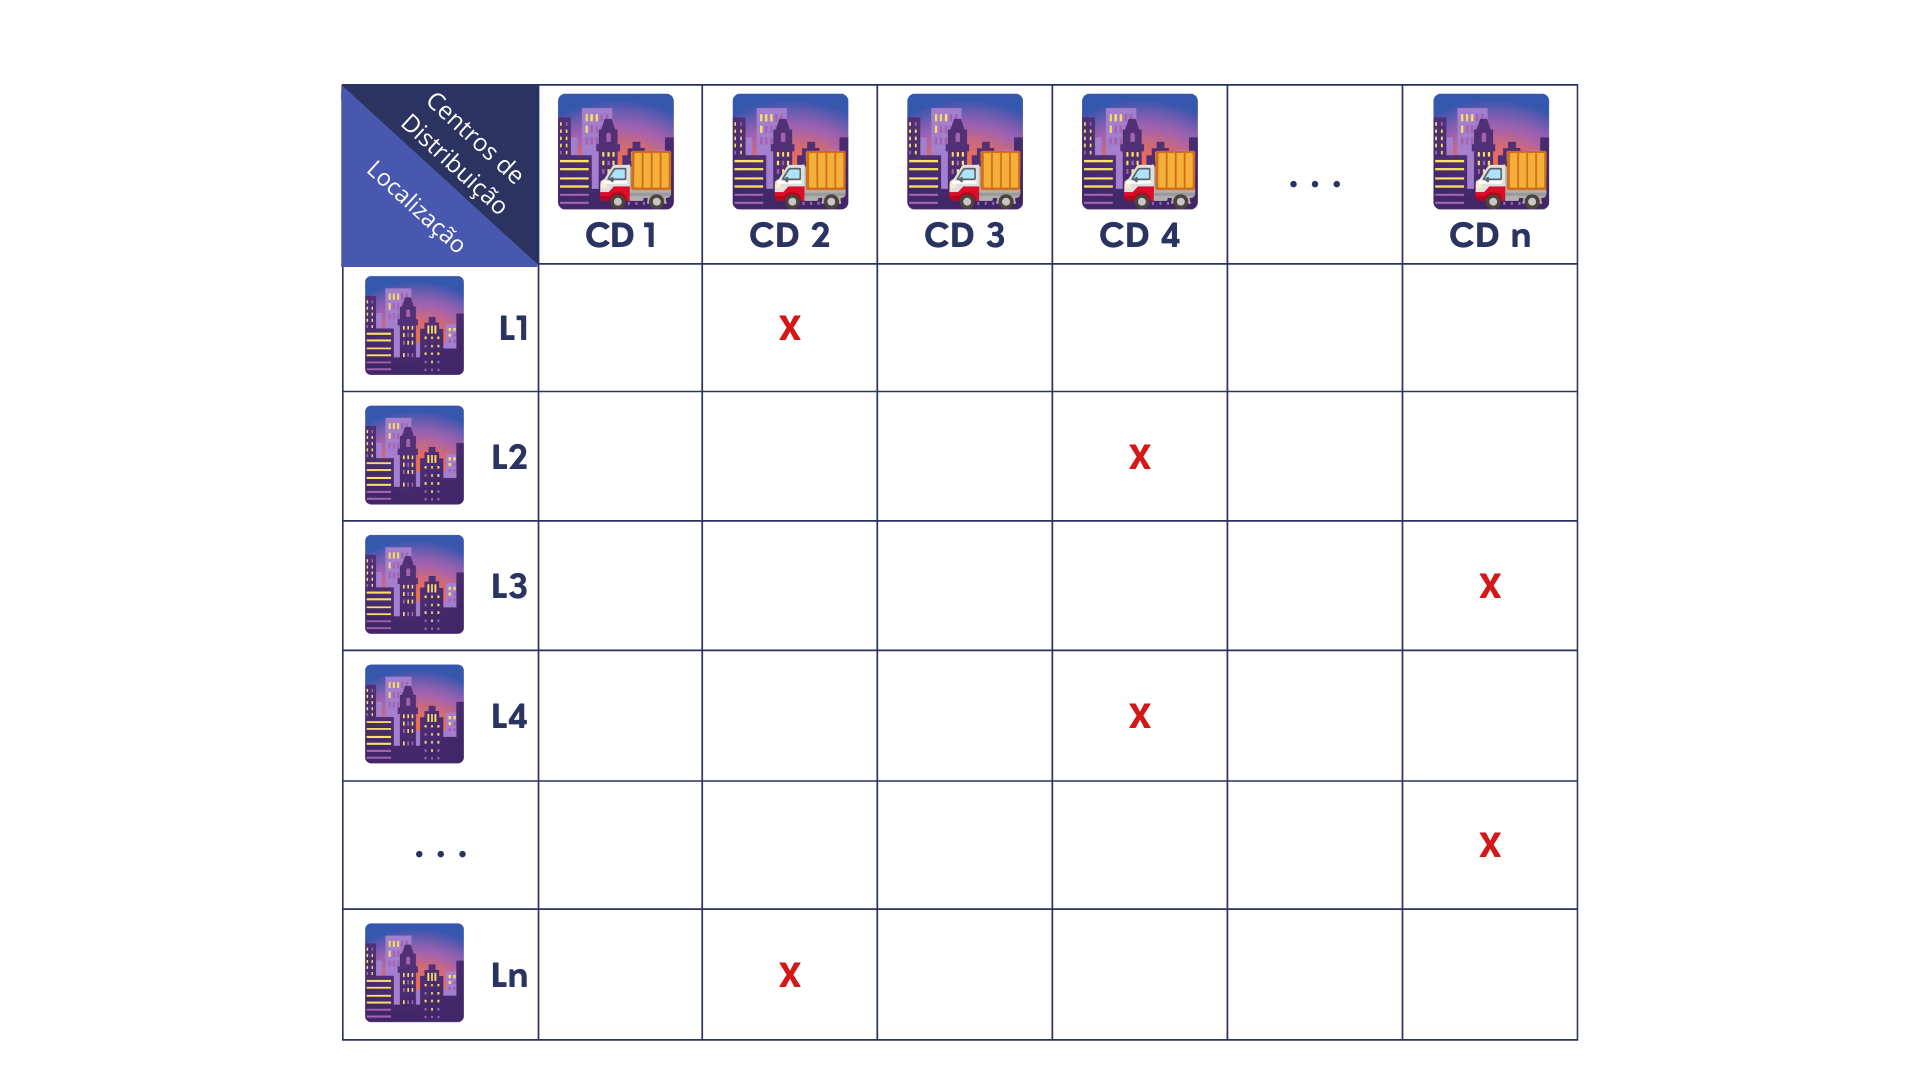 Centros de
Distribuição
Localização
CD 1
CD 2
CD 3
CD 4
...
CD n
L1
X
L2
X
L3
X
L4
X
...
X
Ln
X